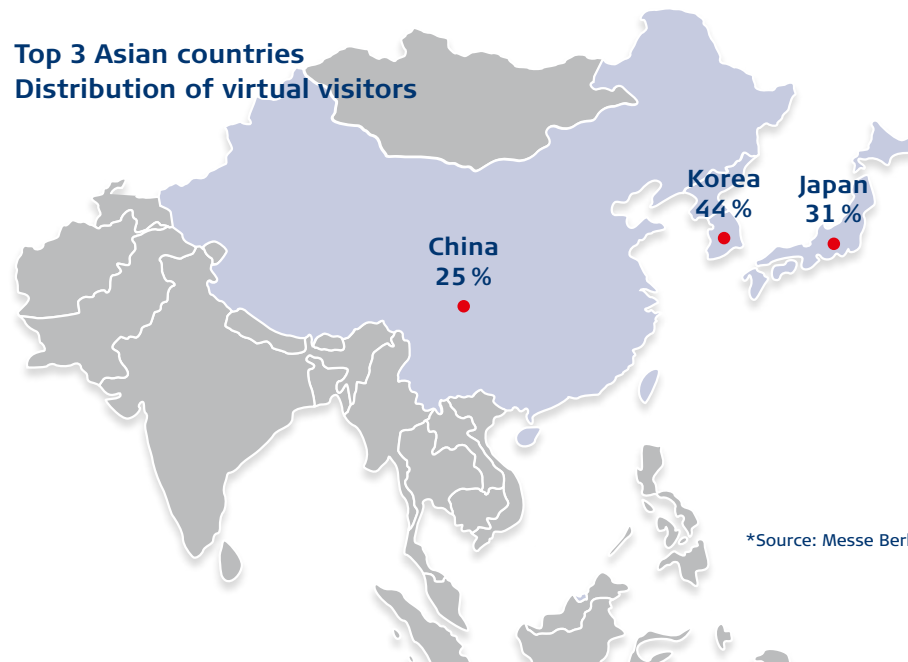 Top 3 Asian countries
Distribution of virtual visitors
Korea
44 %
Japan
31 %
China
25 %
*Source: Messe Berl